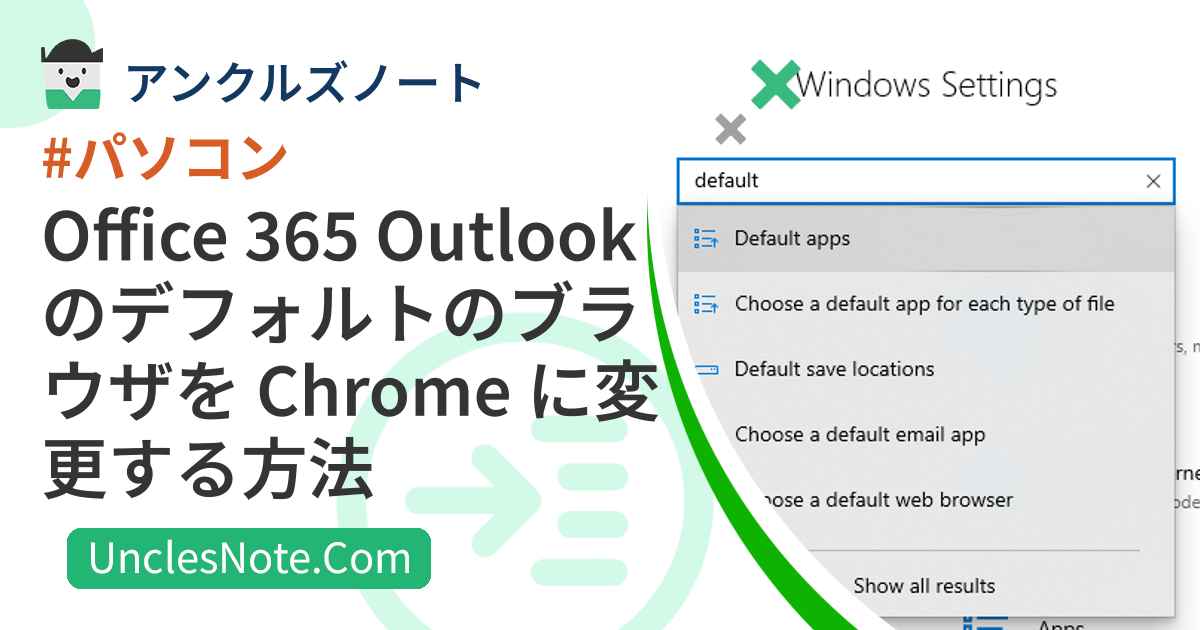 アンクルズノート
#パソコン
Office 365 Outlook
のデフォルトのブラ
ウザを Chrome に変
更する方法
UnclesNote.Com
Windows Settings
default
Default apps
Choose a default app for each type of file
Default save locations
Choose a default email app
a default web browser
Show all results
Apps